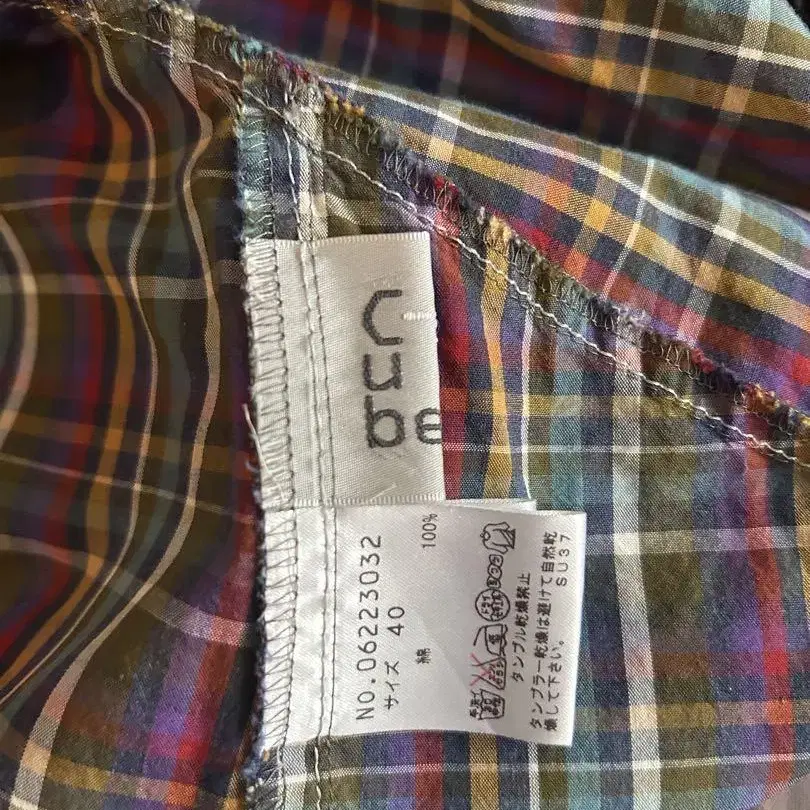 NO.06223032
サイズ 40
綿 100%
タンブル乾燥禁止
タンブラー乾燥は避けて自然乾
燥して下さい。 SU37